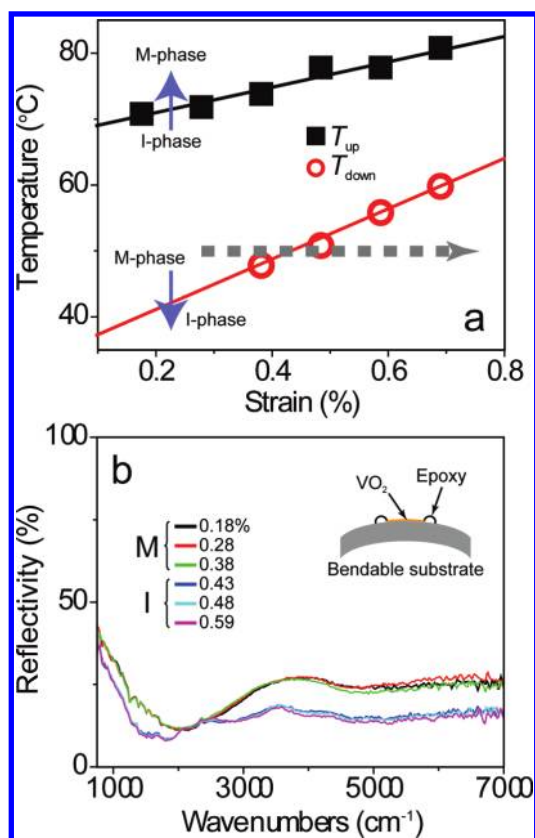 80
60
40
Temperature (°C)
M-phase
I-phase
T_up
T_down
M-phase
I-phase
a
0.2 0.4 0.6 0.8
Strain (%)
100
50
0
Reflectivity (%)
b
VO₂ Epoxy
Bendable substrate
M
0.18%
0.28
0.38
I
0.43
0.48
0.59
1000 3000 5000 7000
Wavenumbers (cm⁻¹)